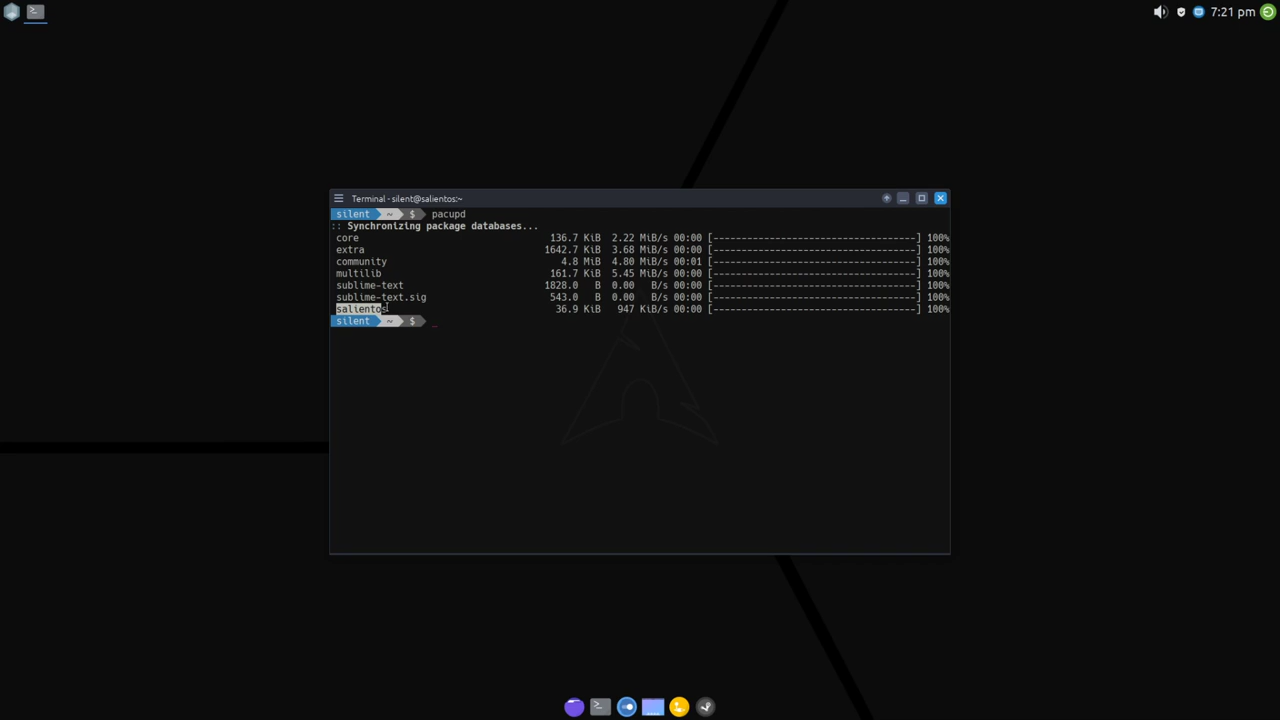 7:21 pm
Terminal - silent@salientos:~
silent ~ $ pacupd
:: Synchronizing package databases...
core 136.7 KiB 2.22 MiB/s 00:00 [----------------------------------] 100%
extra 1642.7 KiB 3.68 MiB/s 00:00 [----------------------------------] 100%
community 4.8 MiB 4.80 MiB/s 00:01 [----------------------------------] 100%
multilib 161.7 KiB 5.45 MiB/s 00:00 [----------------------------------] 100%
sublime-text 1828.0 B 0.00 B/s 00:00 [----------------------------------] 100%
sublime-text.sig 543.0 B 0.00 B/s 00:00 [----------------------------------] 100%
salientos 36.9 KiB 947 KiB/s 00:00 [----------------------------------] 100%
silent ~ $ _